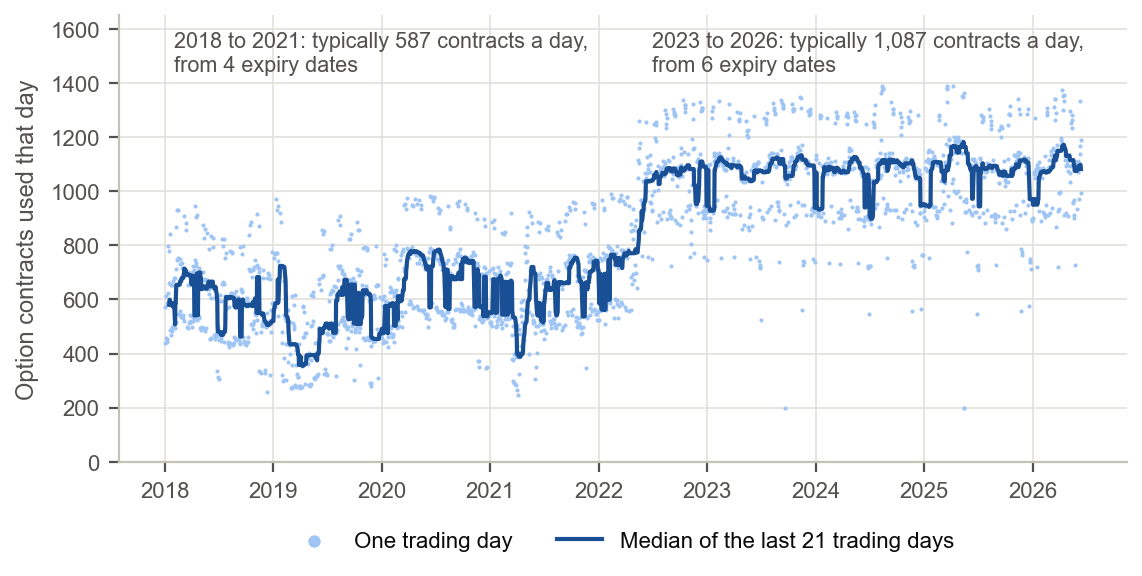 2018 to 2021: typically 587 contracts a day,
from 4 expiry dates
2023 to 2026: typically 1,087 contracts a day,
from 6 expiry dates
Option contracts used that day
1600
1400
1200
1000
800
600
400
200
0
2018 2019 2020 2021 2022 2023 2024 2025 2026
One trading day
Median of the last 21 trading days